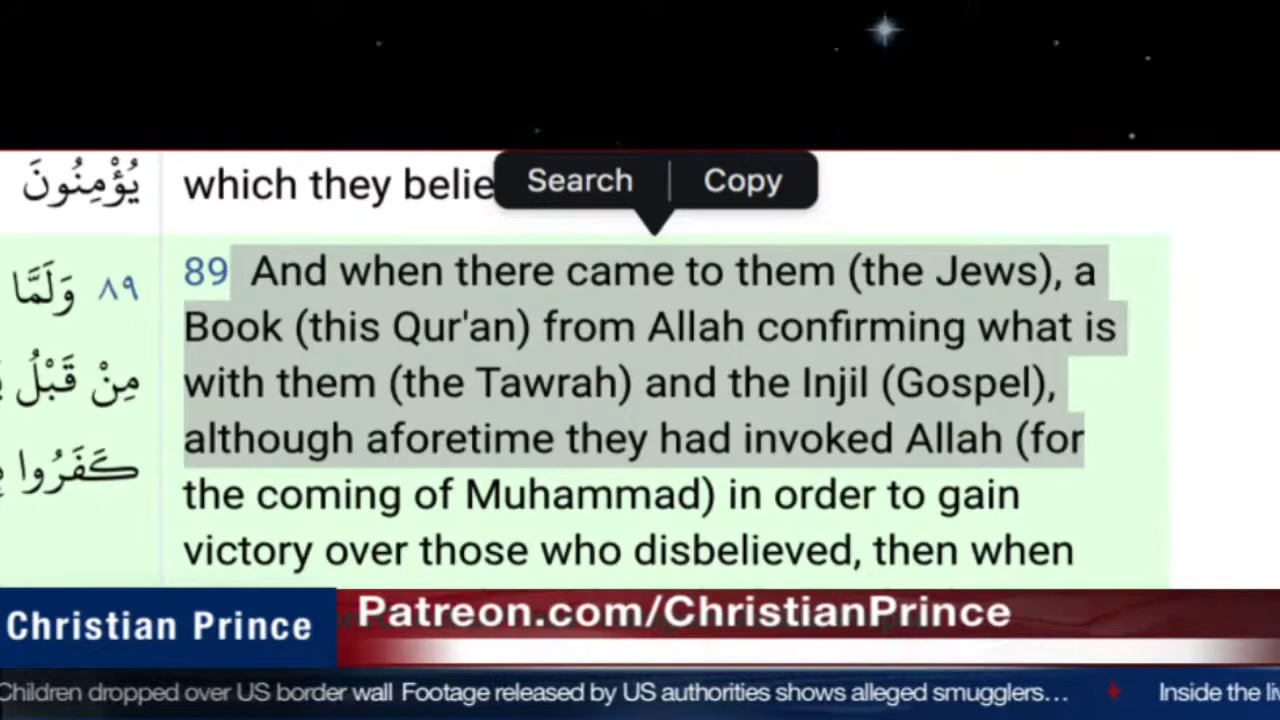 Search
Copy
يُؤْمِنُونَ
which they belie
٨٩ وَلَمَّا
89 And when there came to them (the Jews), a
Book (this Qur'an) from Allah confirming what is
مِنْ قَبْلُ
with them (the Tawrah) and the Injil (Gospel),
although aforetime they had invoked Allah (for
كَفَرُوا
the coming of Muhammad) in order to gain
victory over those who disbelieved, then when
Christian Prince
Patreon.com/ChristianPrince
Children dropped over US border wall Footage released by US authorities shows alleged smugglers… Inside the li